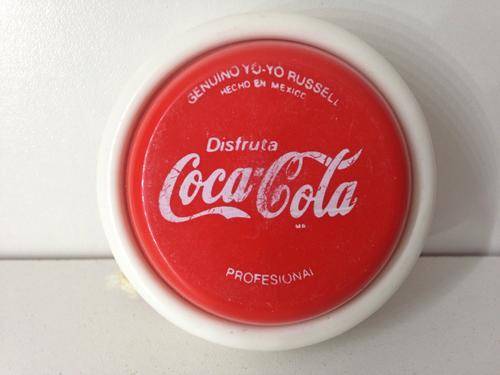 GENUINO YO-YO RUSSELL
HECHO EN MEXICO
Disfruta
Coca-Cola
MR
PROFESIONAL